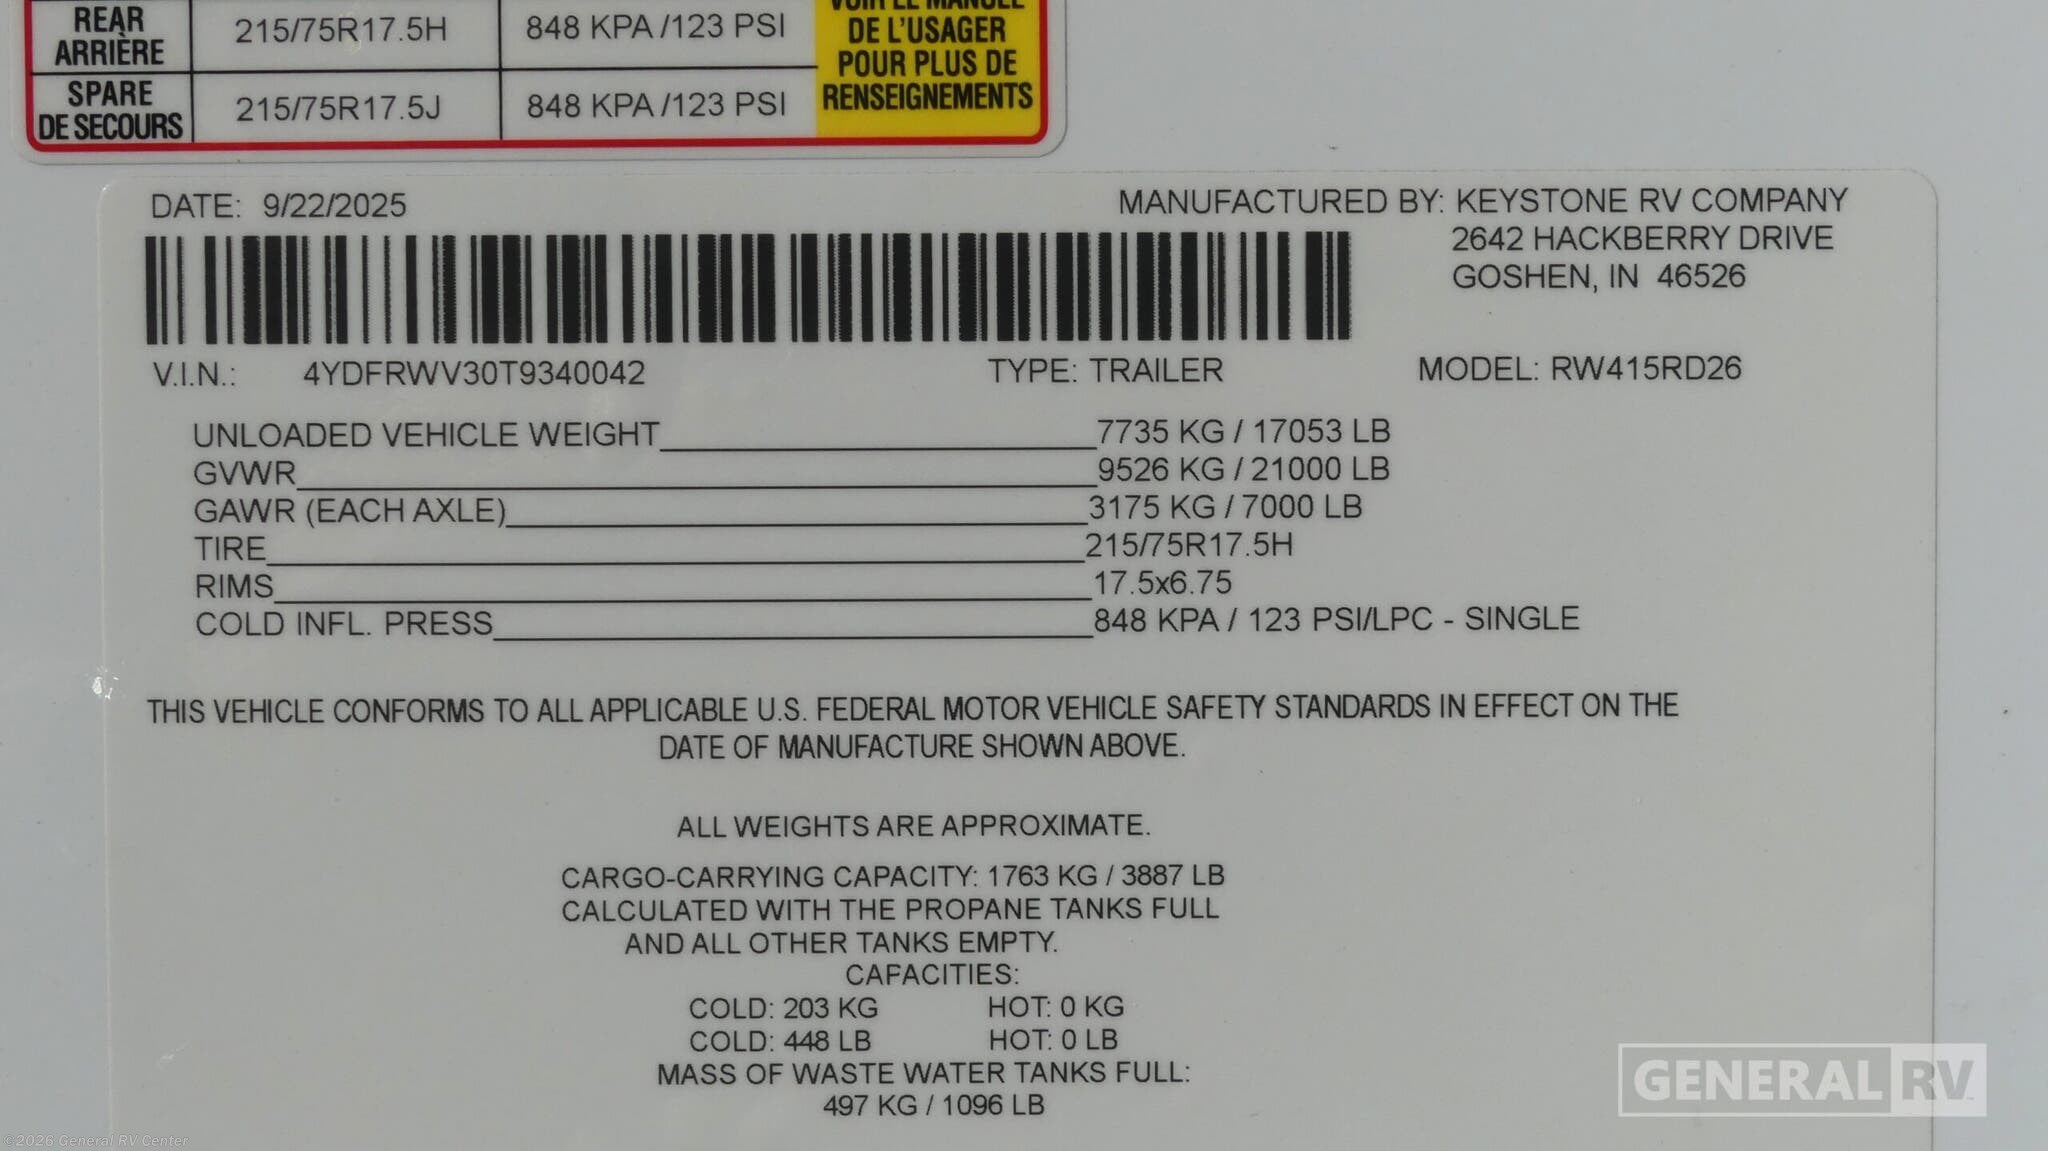 REAR
ARRIÈRE 215/75R17.5H 848 KPA /123 PSI
SPARE
DE SECOURS 215/75R17.5J 848 KPA /123 PSI
VOIR LE MANUEL
DE L'USAGER
POUR PLUS DE
RENSEIGNEMENTS
DATE: 9/22/2025
MANUFACTURED BY: KEYSTONE RV COMPANY
2642 HACKBERRY DRIVE
GOSHEN, IN 46526
V.I.N.: 4YDFRWV30T9340042 TYPE: TRAILER MODEL: RW415RD26
UNLOADED VEHICLE WEIGHT 7735 KG / 17053 LB
GVWR 9526 KG / 21000 LB
GAWR (EACH AXLE) 3175 KG / 7000 LB
TIRE 215/75R17.5H
RIMS 17.5x6.75
COLD INFL. PRESS 848 KPA / 123 PSI/LPC - SINGLE
THIS VEHICLE CONFORMS TO ALL APPLICABLE U.S. FEDERAL MOTOR VEHICLE SAFETY STANDARDS IN EFFECT ON THE
DATE OF MANUFACTURE SHOWN ABOVE.
ALL WEIGHTS ARE APPROXIMATE.
CARGO-CARRYING CAPACITY: 1763 KG / 3887 LB
CALCULATED WITH THE PROPANE TANKS FULL
AND ALL OTHER TANKS EMPTY.
CAPACITIES:
COLD: 203 KG HOT: 0 KG
COLD: 448 LB HOT: 0 LB
MASS OF WASTE WATER TANKS FULL:
497 KG / 1096 LB
GENERAL RV
©2026 General RV Center